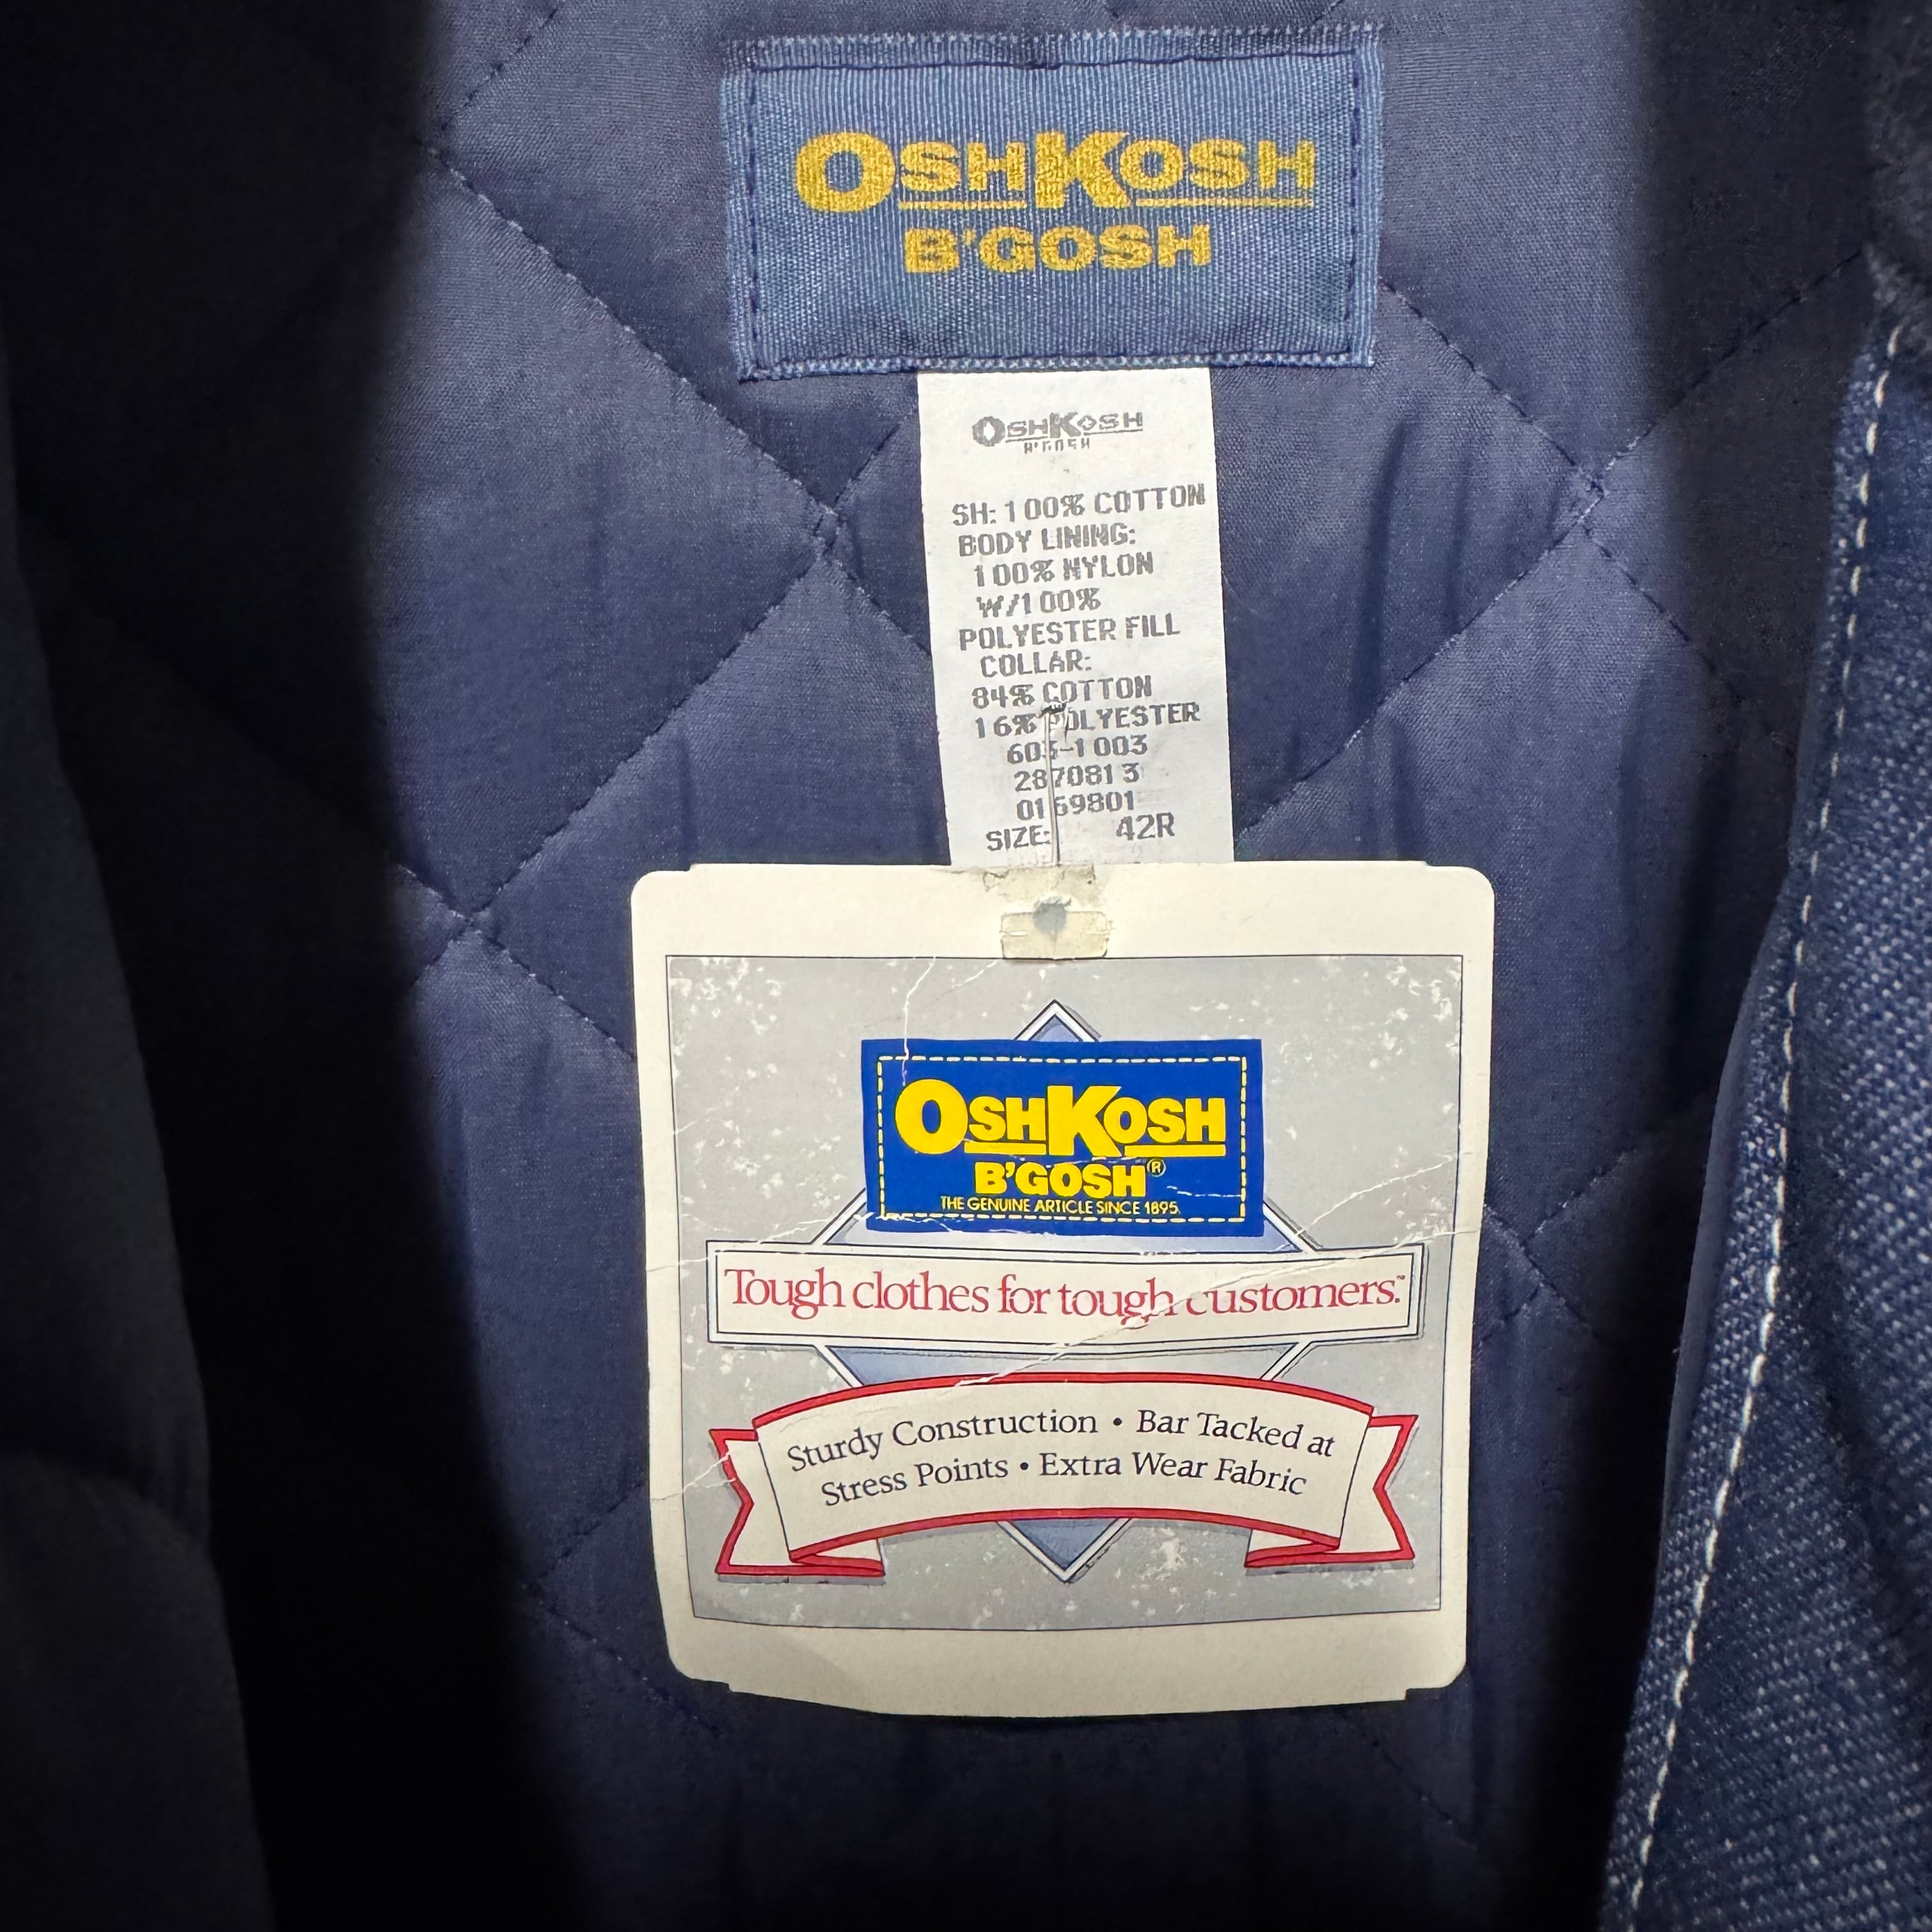 OSHKOSH
B'GOSH
OSHKOSH
B'GOSH
SH: 100% COTTON
BODY LINING:
100% NYLON
W/100%
POLYESTER FILL
COLLAR:
84% COTTON
16% POLYESTER
2870813
0169801
SIZE: 42R
OSHKOSH
B'GOSH®
THE GENUINE ARTICLE SINCE 1895.
Tough clothes for tough customers.™
Sturdy Construction • Bar Tacked at
Stress Points • Extra Wear Fabric